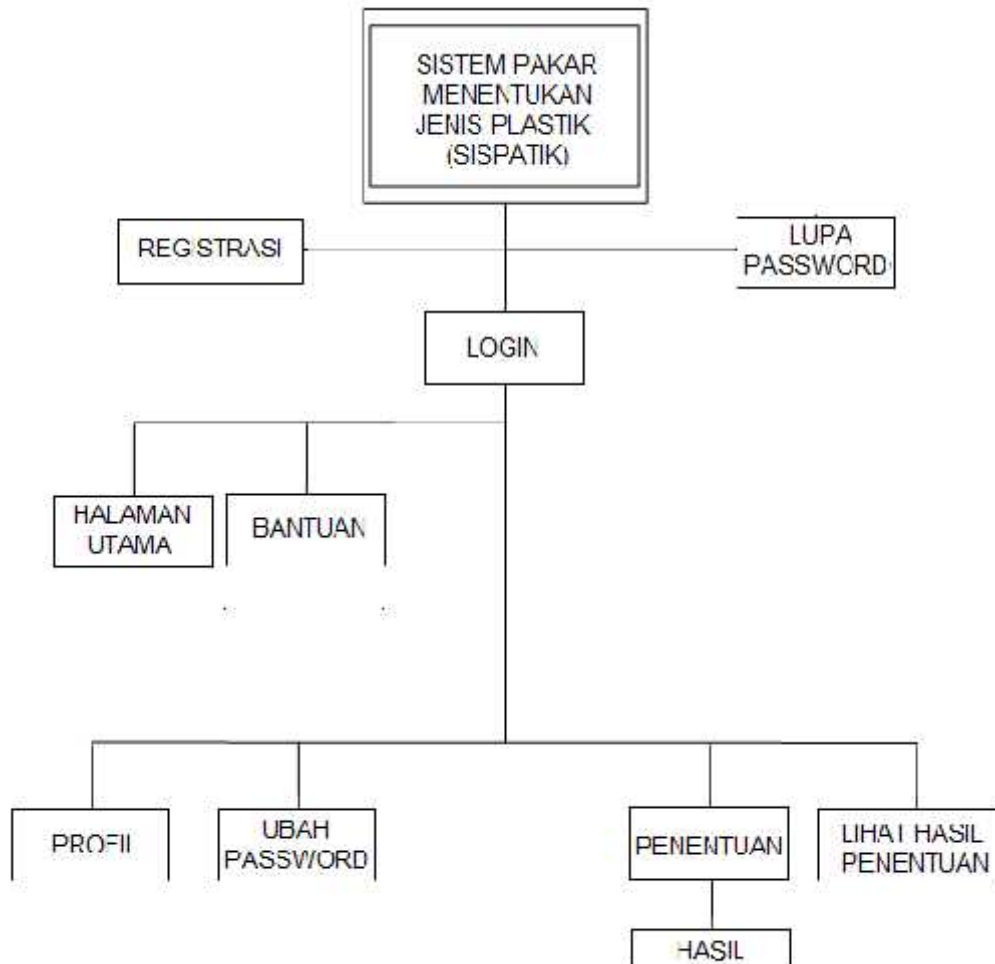 SISTEM PAKAR
MENENTUKAN
JENIS PLASTIK
(SISPATIK)
REGISTRASI
LUPA
PASSWORD
LOGIN
HALAMAN
UTAMA
BANTUAN
PROFIL
UBAH
PASSWORD
PENENTUAN
LIHAT HASIL
PENENTUAN
HASIL